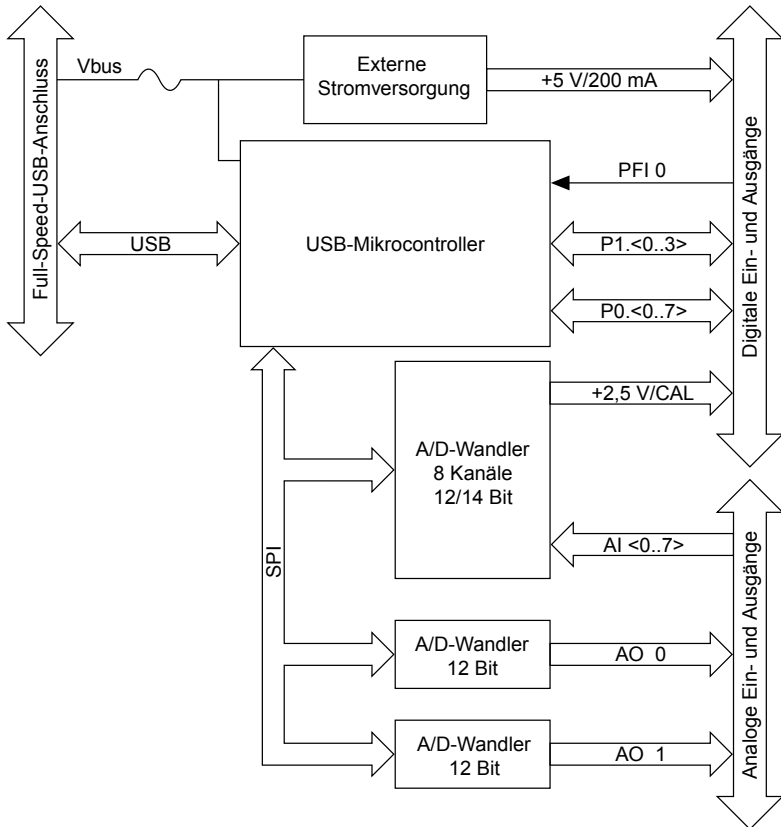 Full-Speed-USB-Anschluss
Vbus
Externe
Stromversorgung
+5 V/200 mA
Digitale Ein- und Ausgänge
USB
USB-Mikrocontroller
PFI 0
P1.<0..3>
P0.<0..7>
+2,5 V/CAL
A/D-Wandler
8 Kanäle
12/14 Bit
SPI
AI <0..7>
Analoge Ein- und Ausgänge
A/D-Wandler
12 Bit
AO 0
A/D-Wandler
12 Bit
AO 1